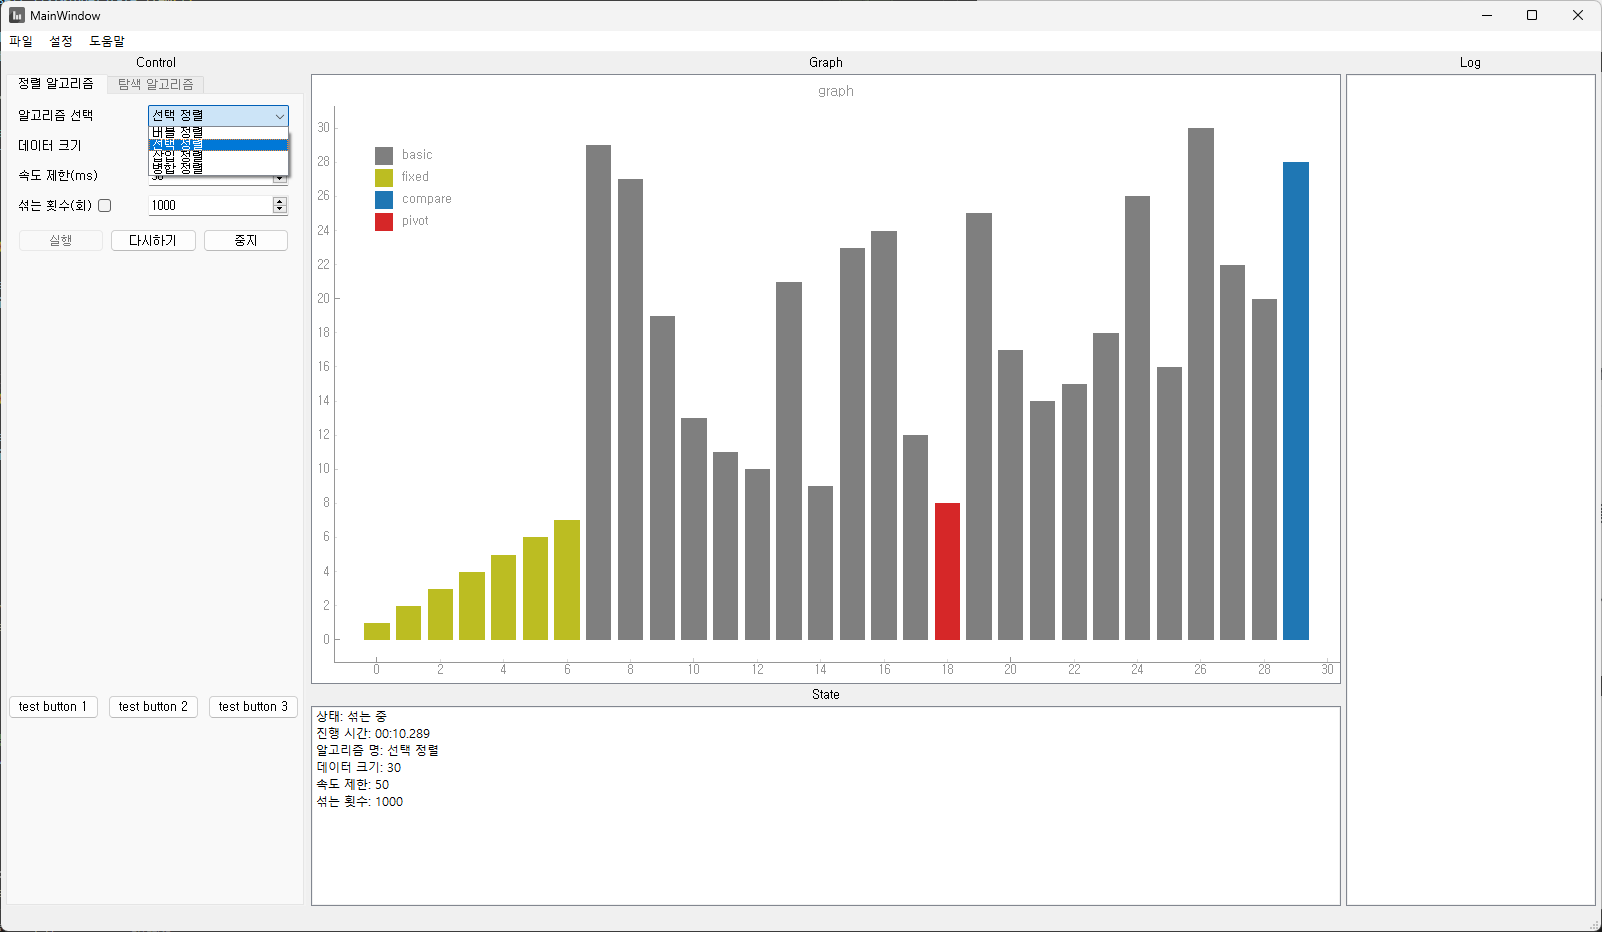 MainWindow
파일 설정 도움말
Control
정렬 알고리즘 탐색 알고리즘
알고리즘 선택 선택 정렬
버블 정렬
선택 정렬
삽입 정렬
병합 정렬
데이터 크기
속도 제한(ms) 50
섞는 횟수(회) 1000
실행 다시하기 중지
test button 1 test button 2 test button 3
Graph
graph
30
28
26
24
22
20
18
16
14
12
10
8
6
4
2
0
basic
fixed
compare
pivot
0 2 4 6 8 10 12 14 16 18 20 22 24 26 28 30
State
상태: 섞는 중
진행 시간: 00:10.289
알고리즘 명: 선택 정렬
데이터 크기: 30
속도 제한: 50
섞는 횟수: 1000
Log